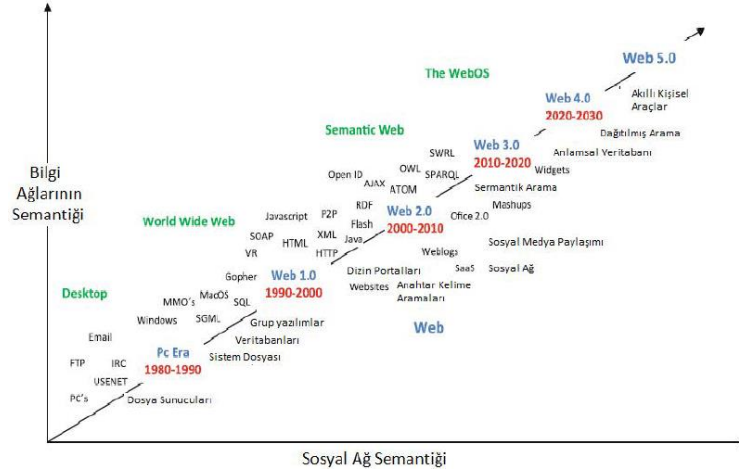 The WebOS
Web 5.0
Akıllı Kişisel
Araçlar
Web 4.0
2020-2030
Semantic Web
Dağıtılmış Arama
SWRL
Web 3.0
2010-2020
Anlamsal Veritabanı
OWL
SPARQL
Widgets
Open ID
AJAX
ATOM
Semantik Arama
Bilgi
Ağlarının
Semantiği
World Wide Web
Javascript
P2P
RDF
Flash
Web 2.0
2000-2010
Mashups
Office 2.0
SOAP
HTML
XML
Java
HTTP
VR
Weblogs
Sosyal Medya Paylaşımı
Gopher
Web 1.0
1990-2000
Dizin Portalları
SaaS
Sosyal Ağ
Websites
Anahtar Kelime
Aramaları
Desktop
MMO's
MacOS
SQL
Windows
SGML
Grup yazılımlar
Web
Email
Veritabanları
Pc Era
1980-1990
Sistem Dosyası
FTP
IRC
USENET
PC's
Dosya Sunucuları
Sosyal Ağ Semantiği